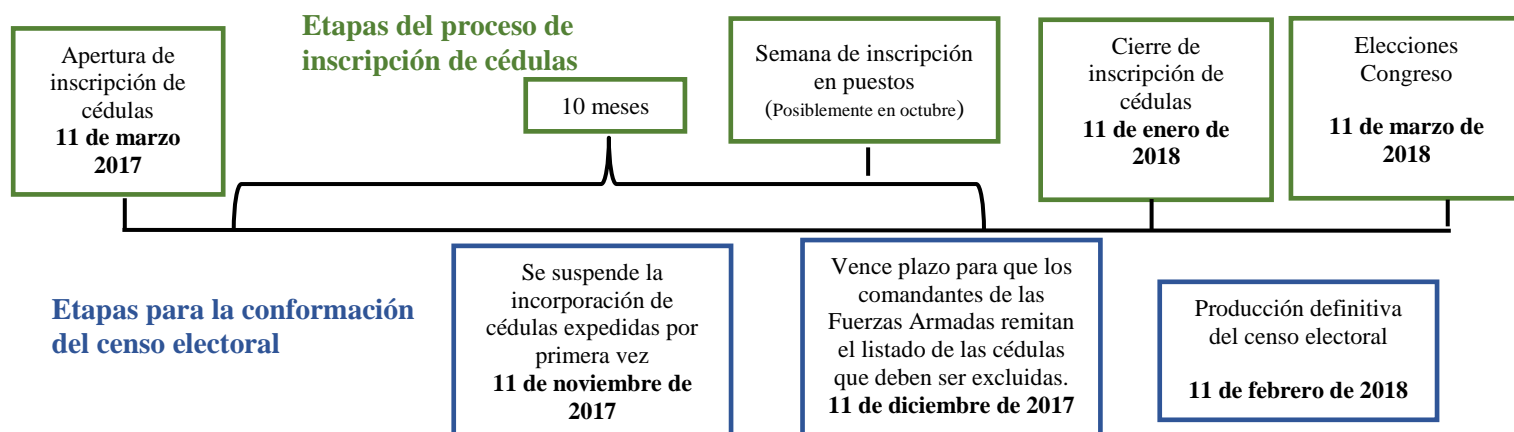 Etapas del proceso de
inscripción de cédulas
Apertura de
inscripción de
cédulas
11 de marzo
2017
10 meses
Semana de inscripción
en puestos
(Posiblemente en octubre)
Cierre de
inscripción de
cédulas
11 de enero de
2018
Elecciones
Congreso
11 de marzo de
2018
Etapas para la conformación
del censo electoral
Se suspende la
incorporación de
cédulas expedidas por
primera vez
11 de noviembre de
2017
Vence plazo para que los
comandantes de las
Fuerzas Armadas remitan
el listado de las cédulas
que deben ser excluidas.
11 de diciembre de 2017
Producción definitiva
del censo electoral
11 de febrero de 2018